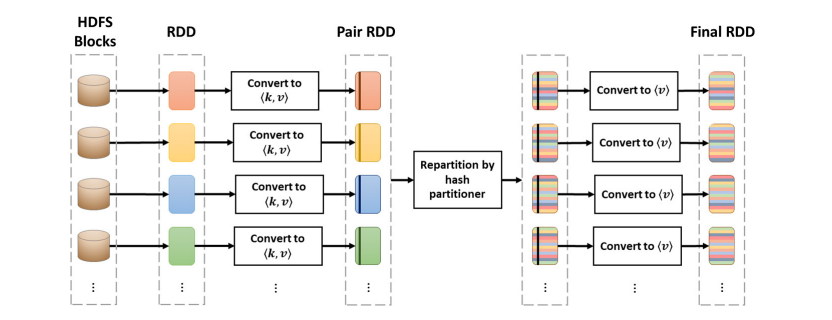 HDFS
Blocks
RDD
Pair RDD
Final RDD
Convert to
⟨k, v⟩
Convert to ⟨v⟩
Convert to
⟨k, v⟩
Convert to ⟨v⟩
Repartition by
hash
partitioner
Convert to
⟨k, v⟩
Convert to ⟨v⟩
Convert to
⟨k, v⟩
Convert to ⟨v⟩
⋮ ⋮ ⋮ ⋮ ⋮ ⋮ ⋮